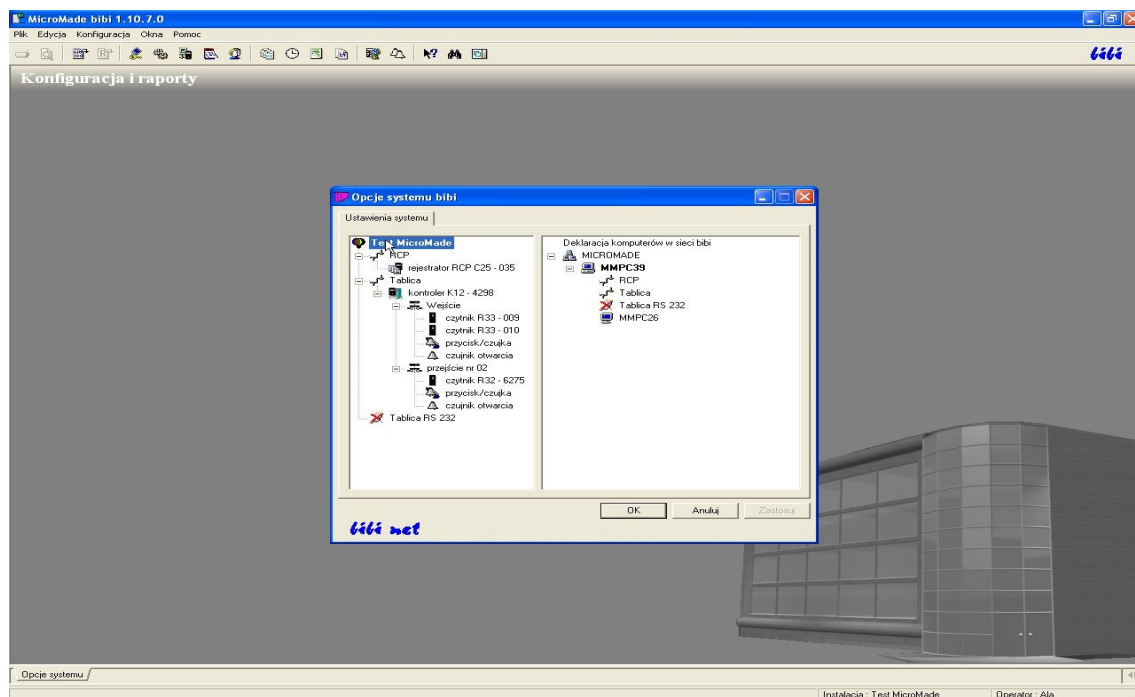 MicroMade bibi 1.10.7.0
Plik Edycja Konfiguracja Okna Pomoc
bibi
Konfiguracja i raporty
Opcje systemu bibi
Ustawienia systemu
Test MicroMade
RCP
rejestrator RCP C25 - 035
Tablica
kontroler K12 - 4298
Wejście
czytnik R33 - 009
czytnik R33 - 010
przycisk/czujka
czujnik otwarcia
przejście nr 02
czytnik R32 - 6275
przycisk/czujka
czujnik otwarcia
Tablica RS 232
Deklaracja komputerów w sieci bibi
MICROMADE
MMPC39
RCP
Tablica
Tablica RS 232
MMPC26
OK Anuluj Zastosuj
bibi net
Opcje systemu
Instalacja : Test MicroMade Operator : Ala